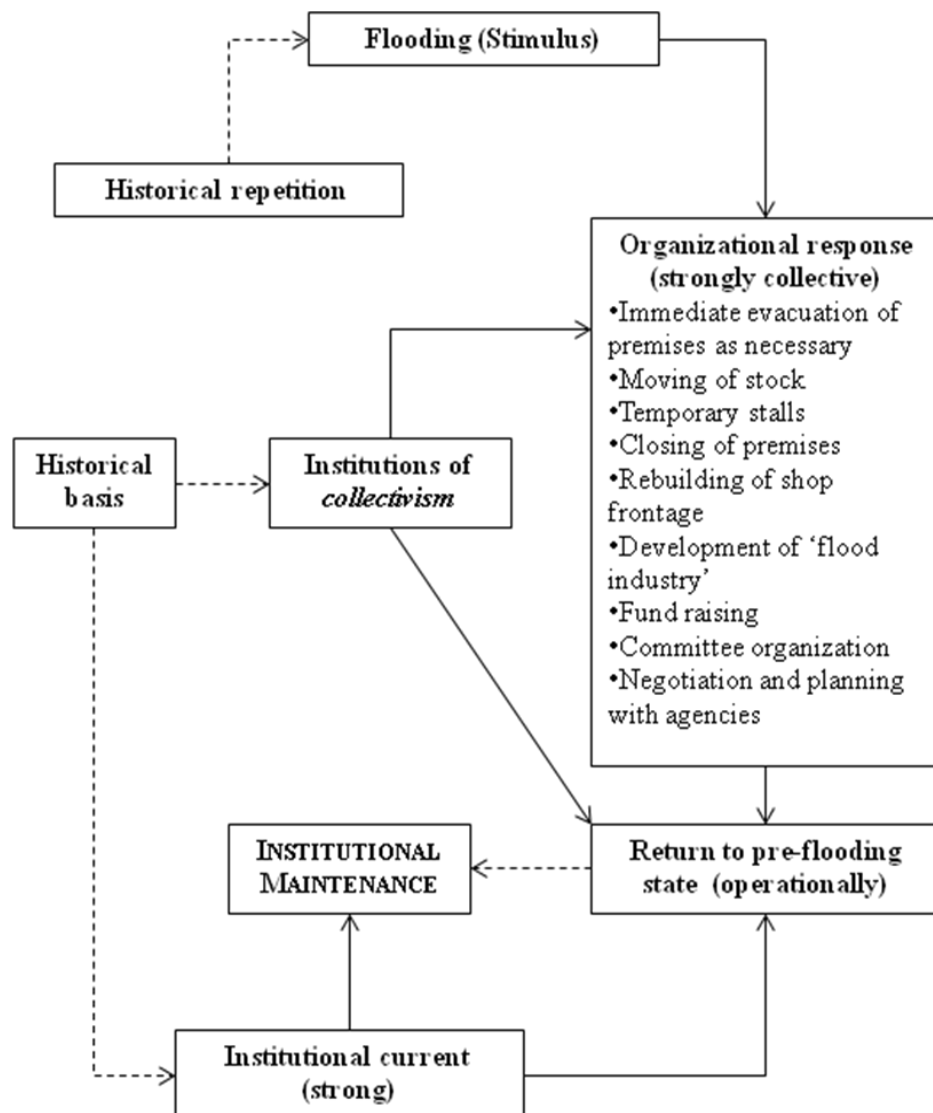 Flooding (Stimulus)
Historical repetition
Organizational response
(strongly collective)
•Immediate evacuation of
premises as necessary
•Moving of stock
•Temporary stalls
•Closing of premises
•Rebuilding of shop
frontage
•Development of ‘flood
industry’
•Fund raising
•Committee organization
•Negotiation and planning
with agencies
Historical
basis
Institutions of
collectivism
INSTITUTIONAL
MAINTENANCE
Return to pre-flooding
state (operationally)
Institutional current
(strong)